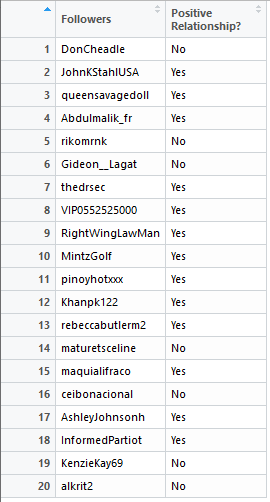 Followers Positive Relationship?
1 DonCheadle No
2 JohnKStahlUSA Yes
3 queensavagedoll Yes
4 Abdulmalik_fr Yes
5 rikomrnk No
6 Gideon__Lagat No
7 thedrsec Yes
8 VIP0552525000 Yes
9 RightWingLawMan Yes
10 MintzGolf Yes
11 pinoyhotxxx Yes
12 Khanpk122 Yes
13 rebeccabutlerm2 Yes
14 maturetsceline No
15 maquialifraco Yes
16 ceibonacional No
17 AshleyJohnsonh Yes
18 InformedPartiot Yes
19 KenzieKay69 No
20 alkrit2 No